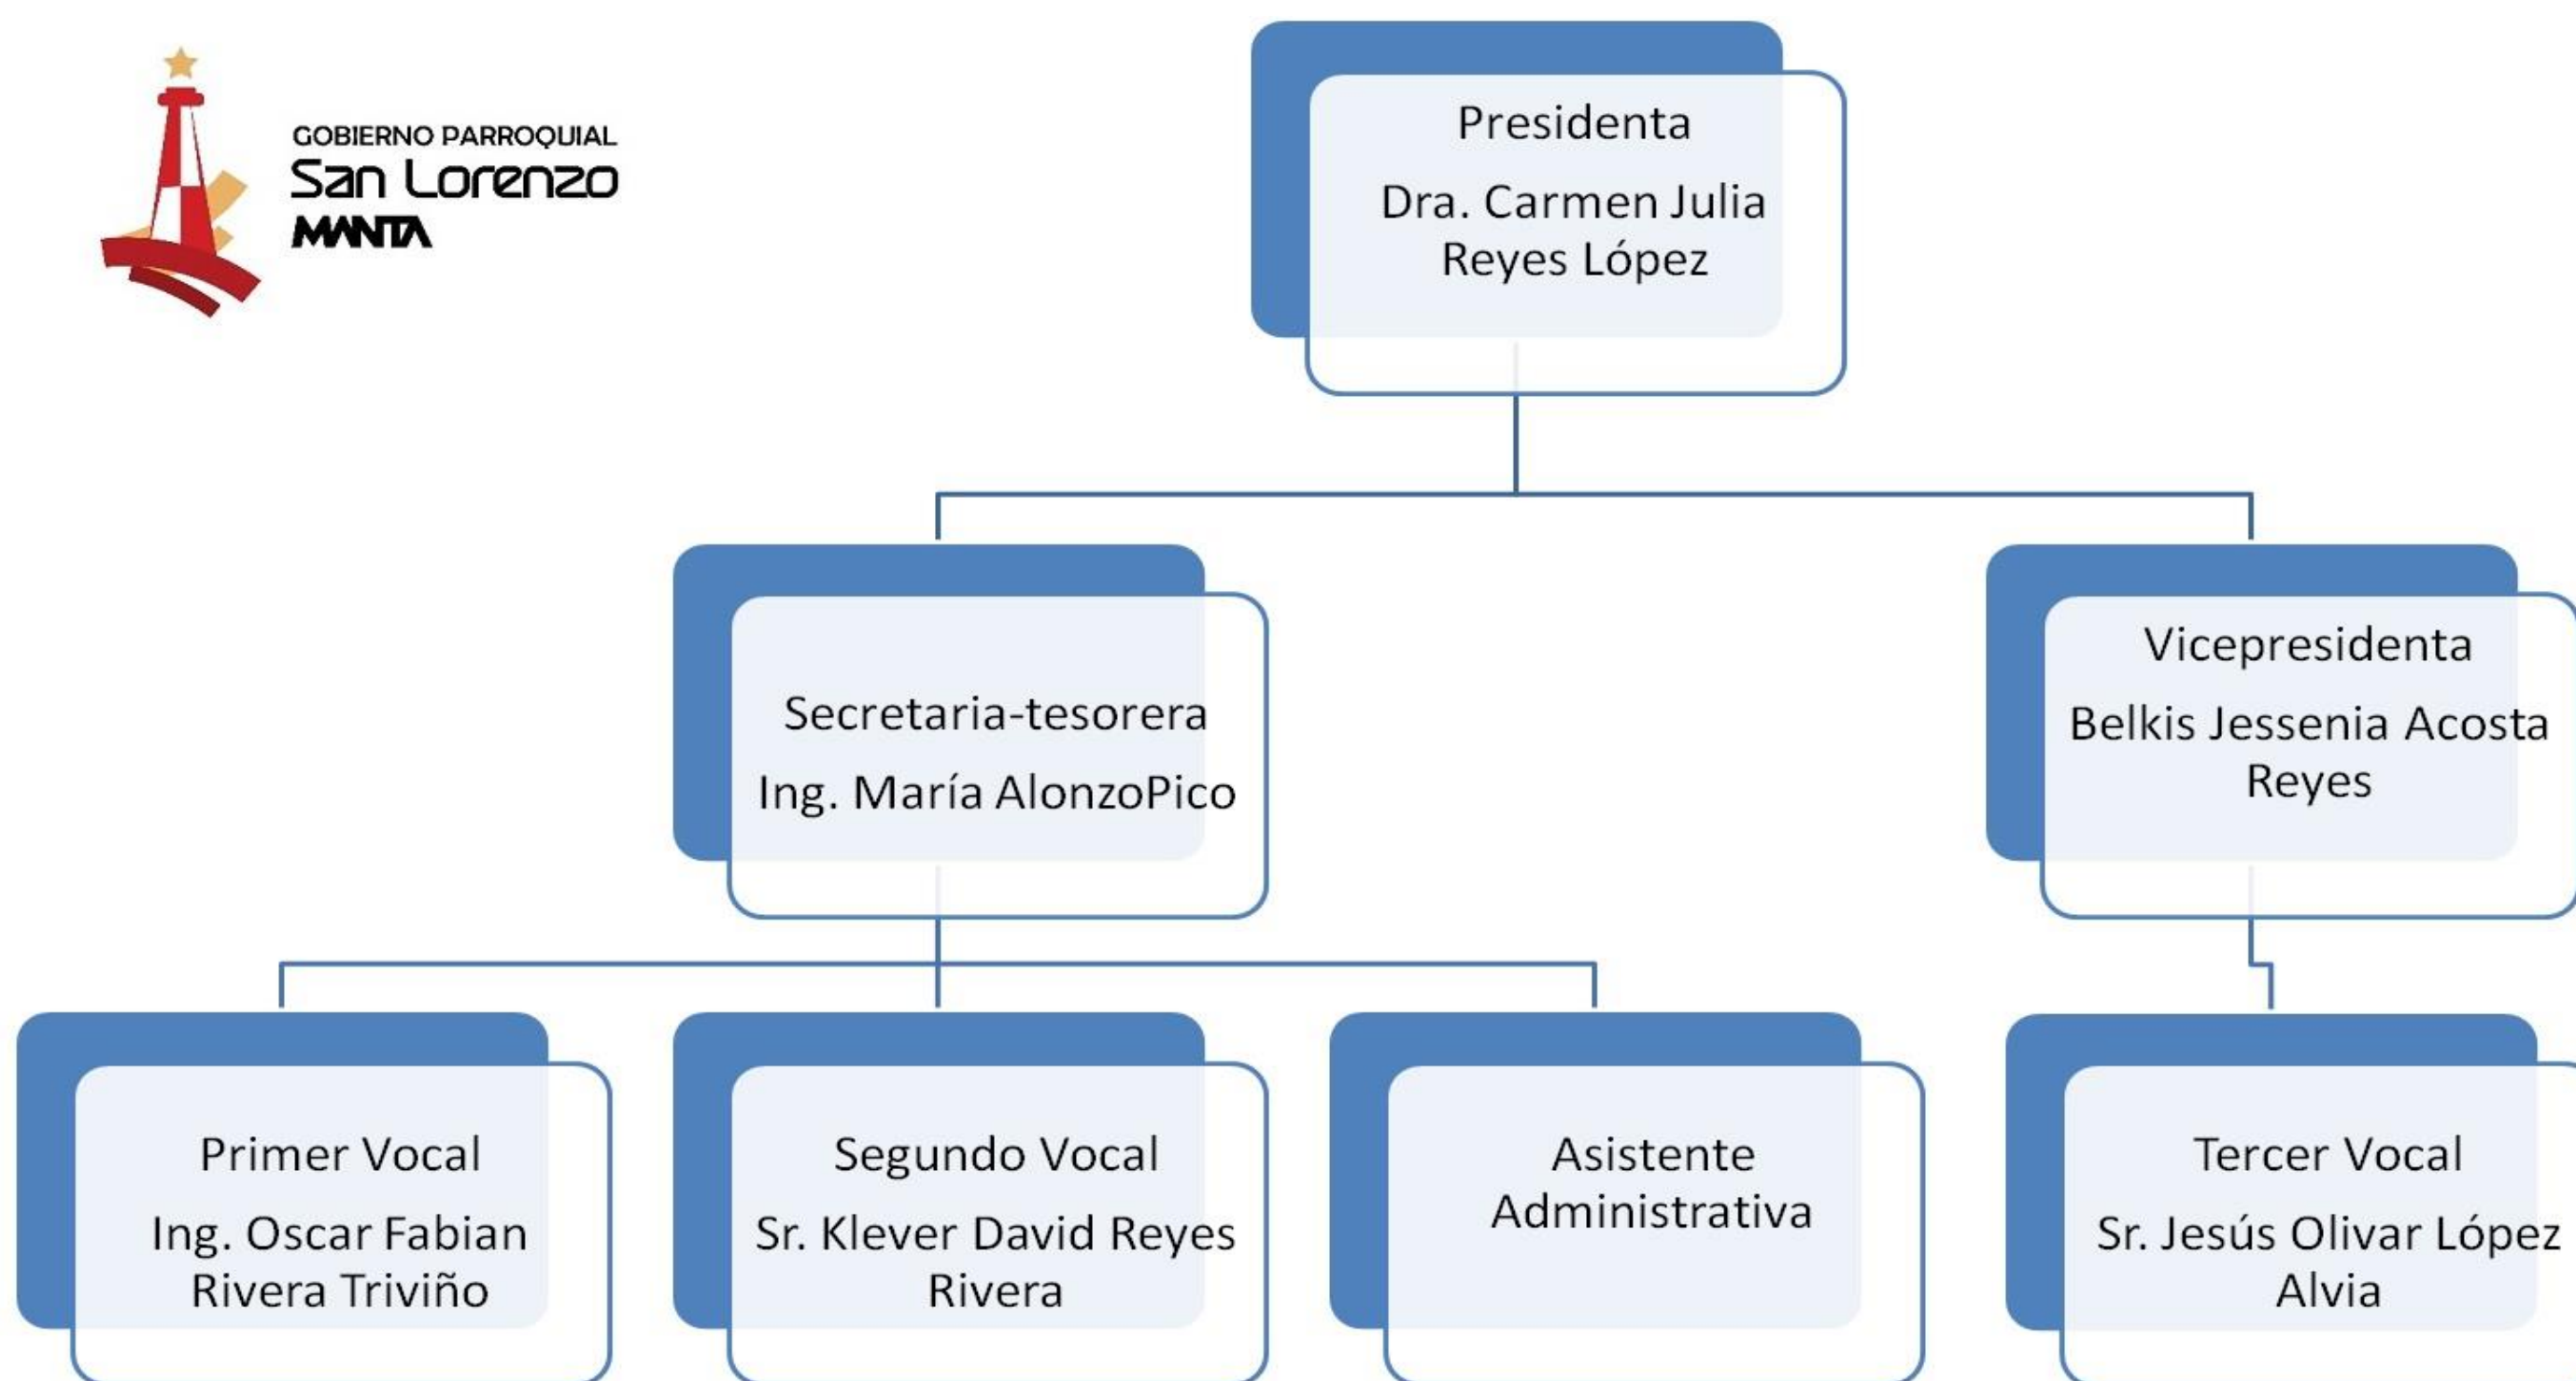 GOBIERNO PARROQUIAL
San Lorenzo
MANTA
Presidenta
Dra. Carmen Julia
Reyes López
Secretaria-tesorera
Ing. María AlonzoPico
Vicepresidenta
Belkis Jessenia Acosta
Reyes
Primer Vocal
Ing. Oscar Fabian
Rivera Triviño
Segundo Vocal
Sr. Klever David Reyes
Rivera
Asistente
Administrativa
Tercer Vocal
Sr. Jesús Olivar López
Alvia